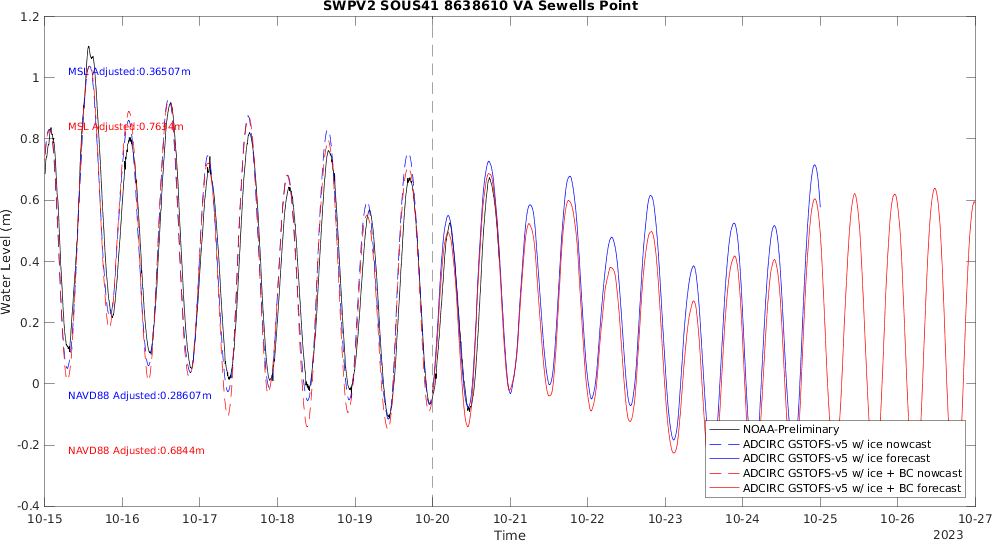 SWPV2 SOUS41 8638610 VA Sewells Point
1.2
1
0.8
0.6
0.4
0.2
0
-0.2
-0.4
Water Level (m)
MSL Adjusted:0.36507m
MSL Adjusted:0.7634m
NAVD88 Adjusted:0.28607m
NAVD88 Adjusted:0.6844m
NOAA-Preliminary
ADCIRC GSTOFS-v5 w/ ice nowcast
ADCIRC GSTOFS-v5 w/ ice forecast
ADCIRC GSTOFS-v5 w/ ice + BC nowcast
ADCIRC GSTOFS-v5 w/ ice + BC forecast
10-15 10-16 10-17 10-18 10-19 10-20 10-21 10-22 10-23 10-24 10-25 10-26 10-27
Time
2023